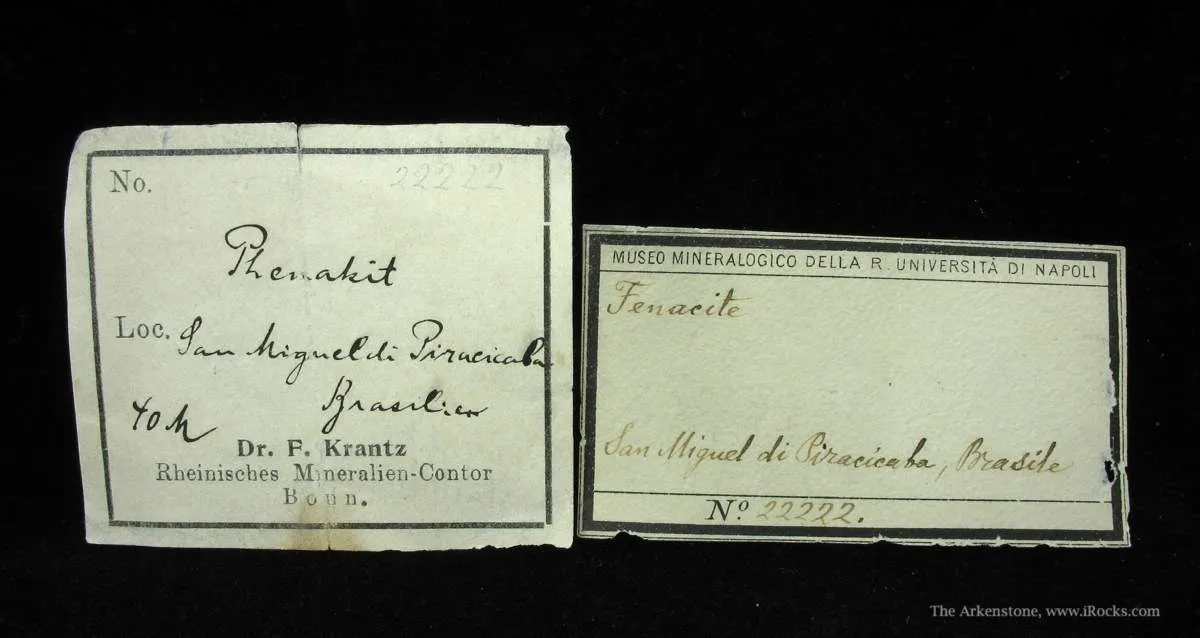 No. 22222
Phenakit
Loc. San Miguel di Piracicaba
Brasilien
40 M
Dr. F. Krantz
Rheinisches Mineralien-Contor
Bonn.
MUSEO MINERALOGICO DELLA R. UNIVERSITÀ DI NAPOLI
Fenacite
San Miguel di Piracicaba, Brasile
Nº 22222.
The Arkenstone, www.iRocks.com